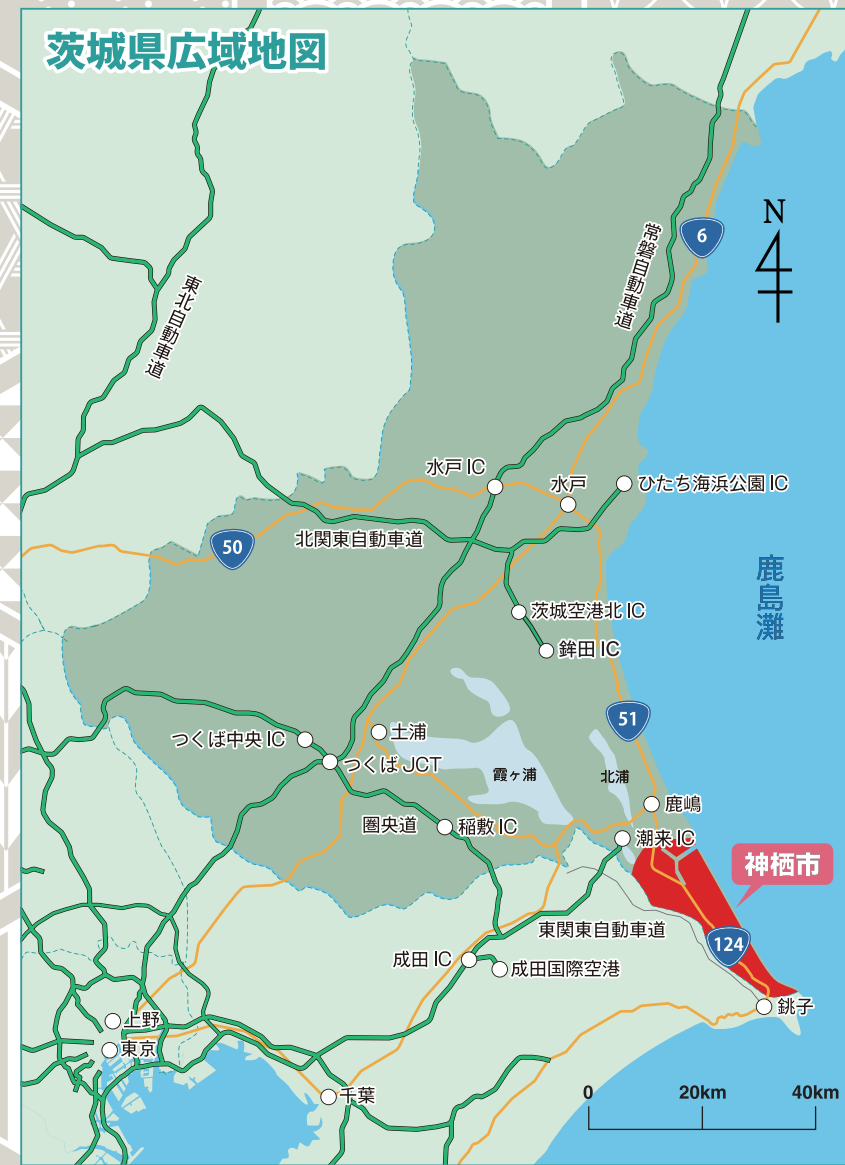 茨城県広域地図
N
6
常磐自動車道
東北自動車道
水戸 IC
水戸
ひたち海浜公園 IC
北関東自動車道
50
鹿島灘
茨城空港北 IC
鉾田 IC
51
土浦
つくば中央 IC
つくば JCT
霞ヶ浦
北浦
鹿嶋
圏央道
稲敷 IC
潮来 IC
神栖市
東関東自動車道
124
成田 IC
成田国際空港
銚子
上野
東京
千葉
0 20km 40km